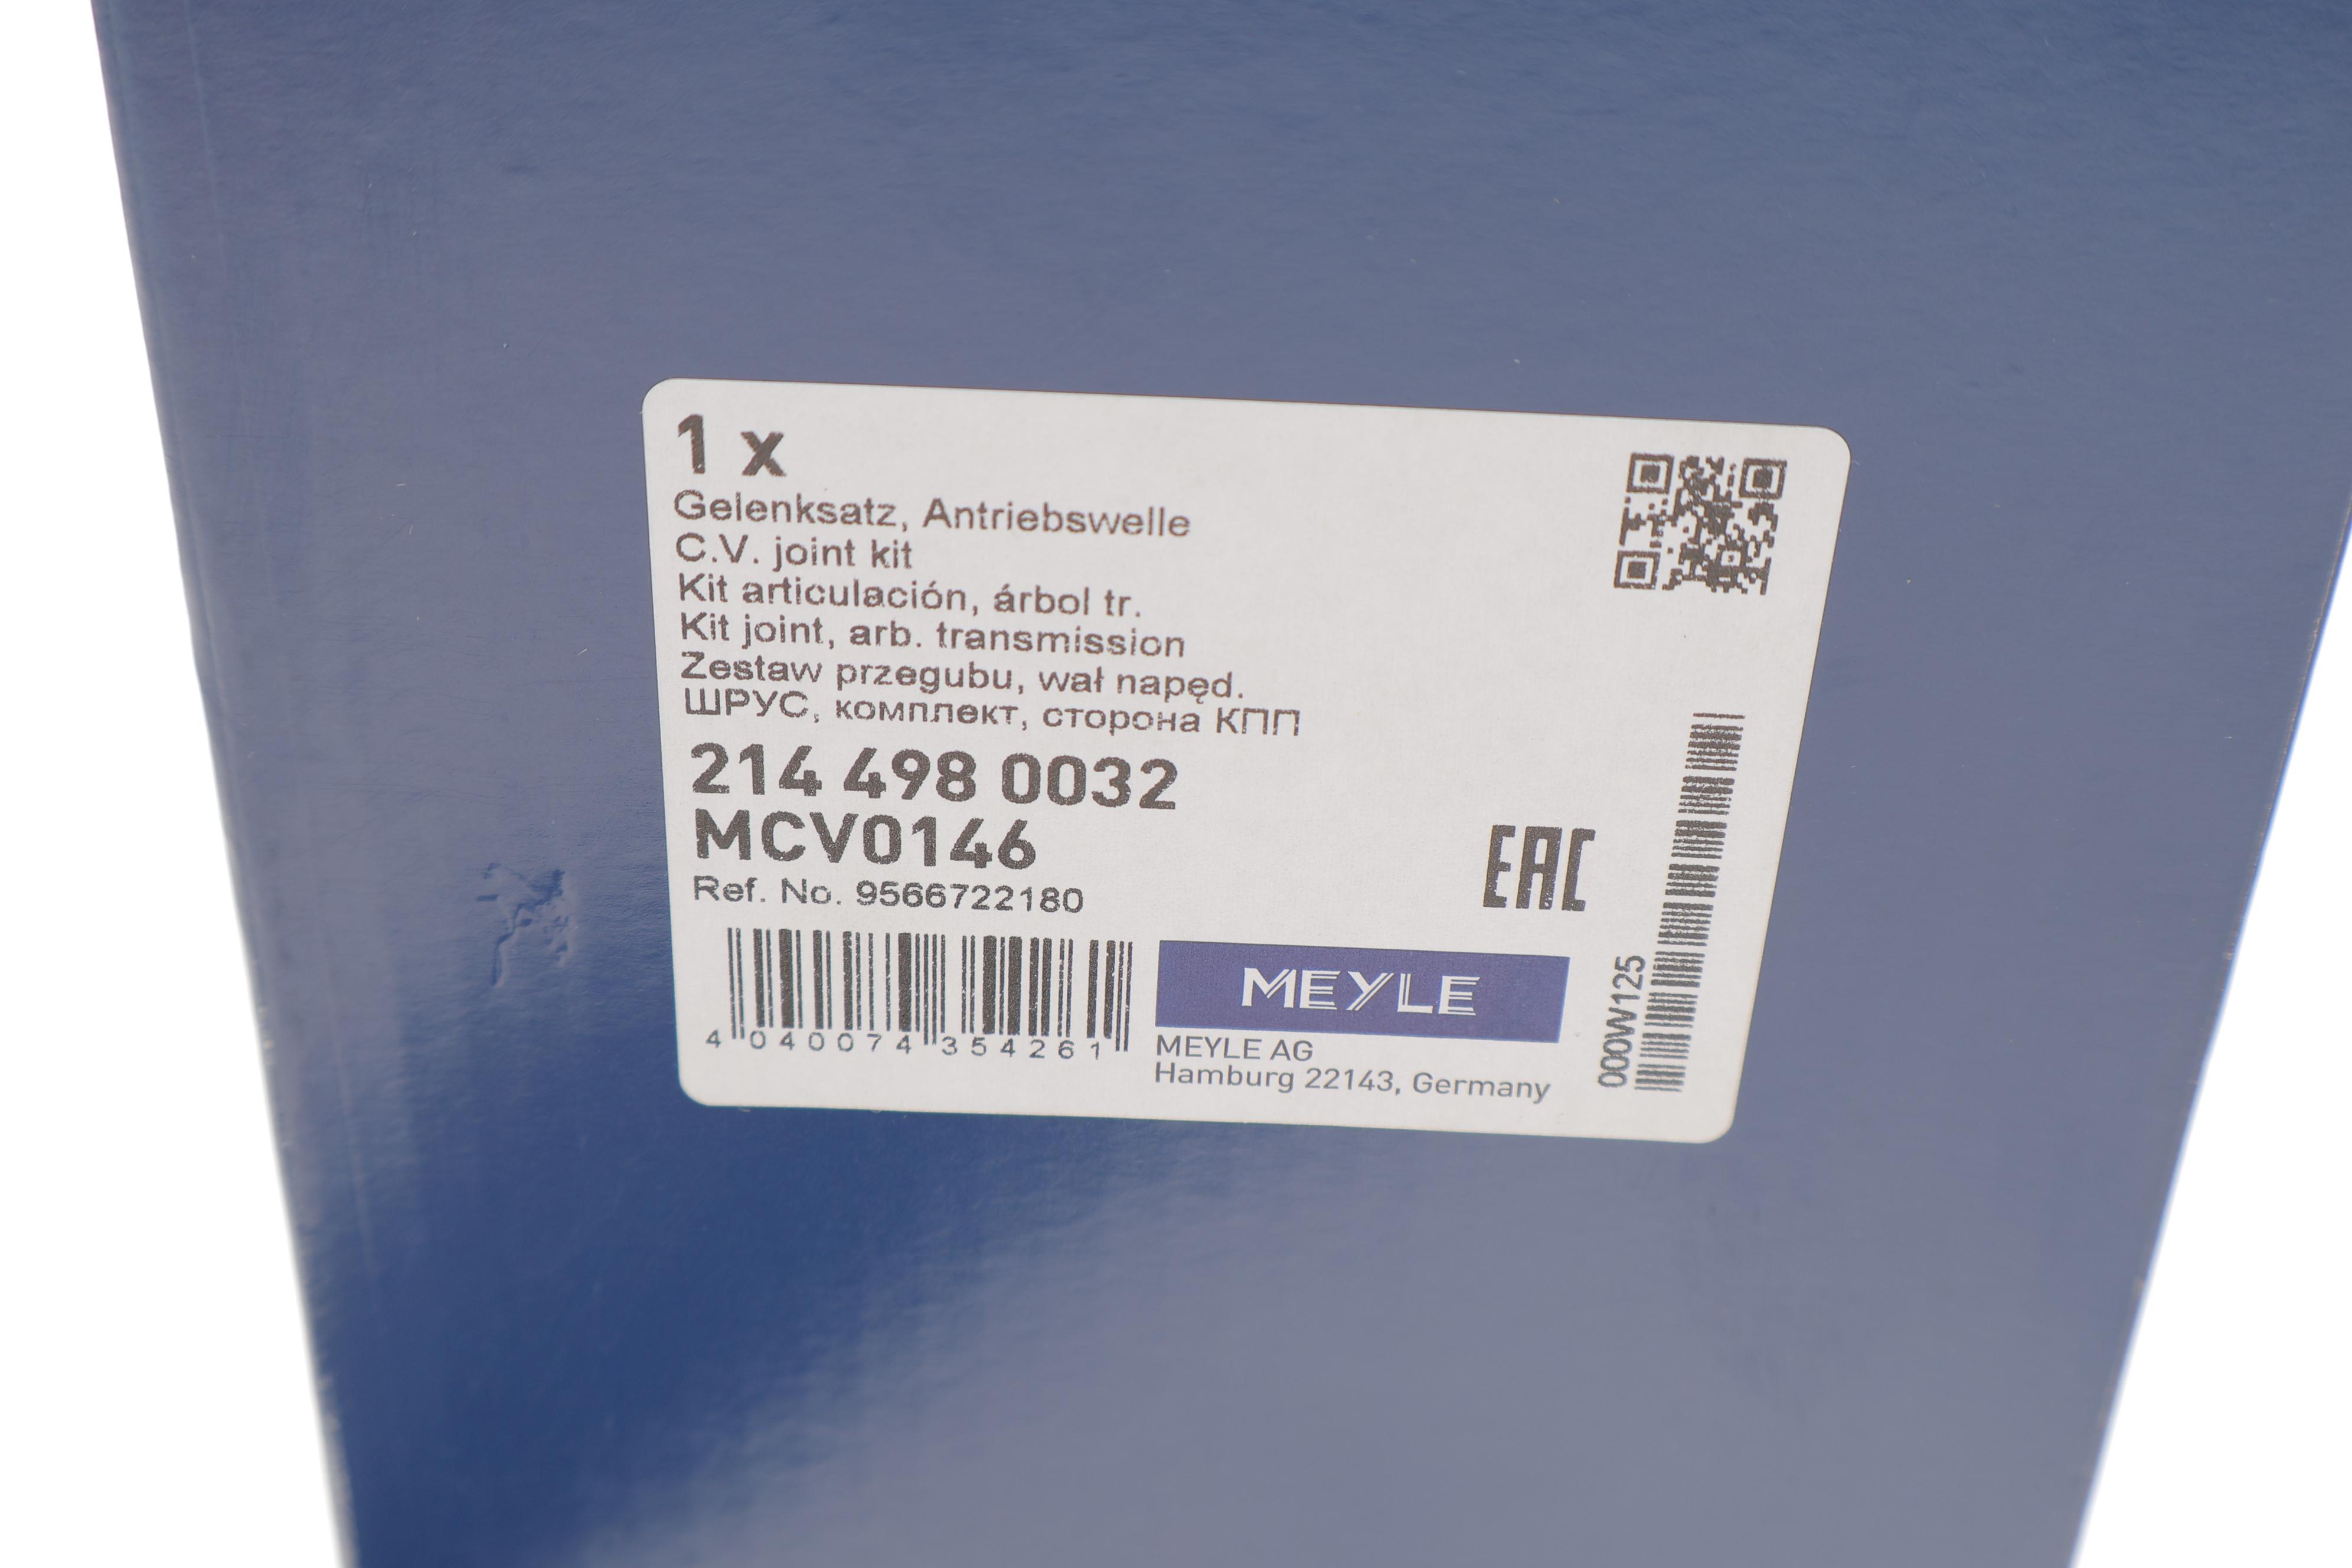 1 x
Gelenksatz, Antriebswelle
C.V. joint kit
Kit articulación, árbol tr.
Kit joint, arb. transmission
Zestaw przegubu, wał napęd.
ШРУС, комплект, сторона КПП
214 498 0032
MCV0146
Ref. No. 9566722180
EAC
4 040074 354261
MEYLE
MEYLE AG
Hamburg 22143, Germany
000W125